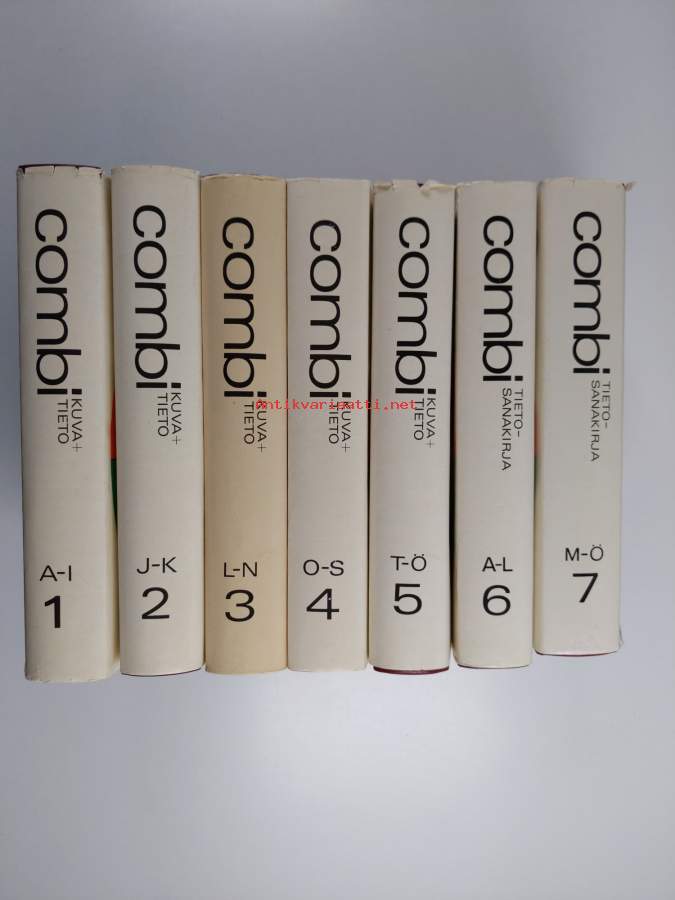 combi
KUVA+
TIETO
A-I
1
combi
KUVA+
TIETO
J-K
2
combi
KUVA+
TIETO
L-N
3
combi
KUVA+
TIETO
O-S
4
combi
KUVA+
TIETO
T-Ö
5
combi
TIETO-
SANAKIRJA
A-L
6
combi
TIETO-
SANAKIRJA
M-Ö
7
antikvaripatti.net